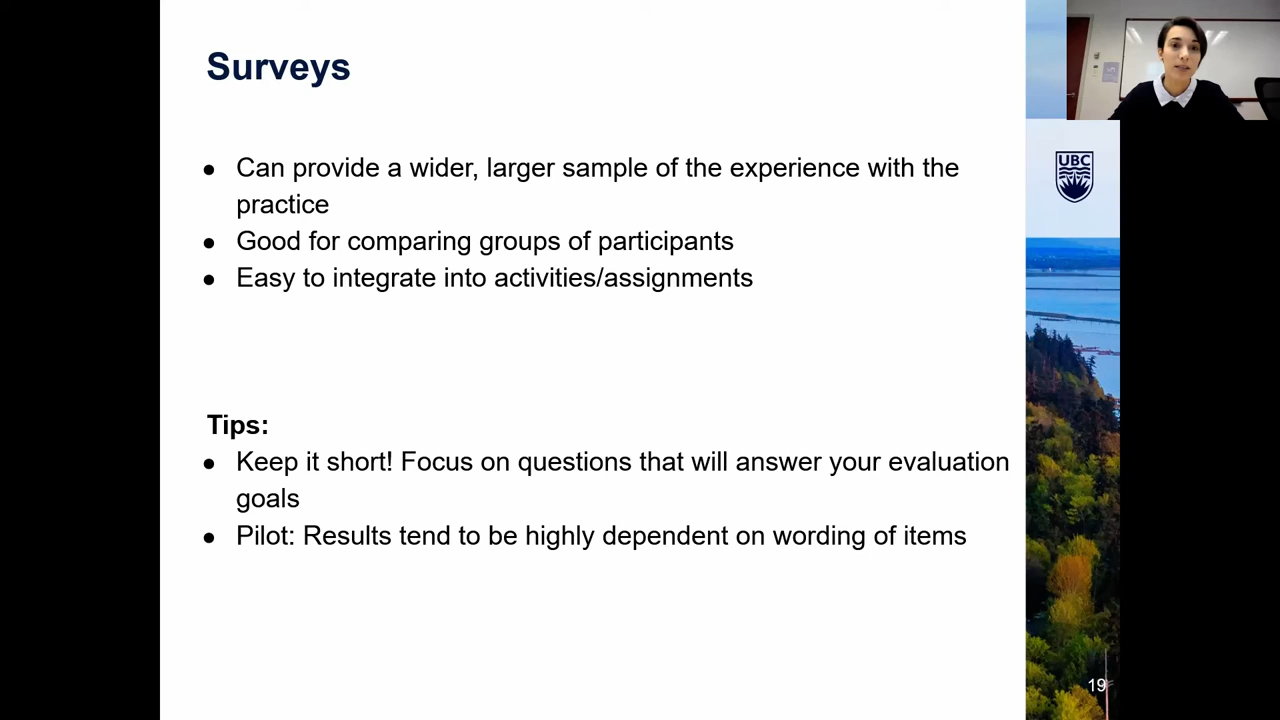 Surveys
● Can provide a wider, larger sample of the experience with the
practice
● Good for comparing groups of participants
● Easy to integrate into activities/assignments
Tips:
● Keep it short! Focus on questions that will answer your evaluation
goals
● Pilot: Results tend to be highly dependent on wording of items
UBC
19